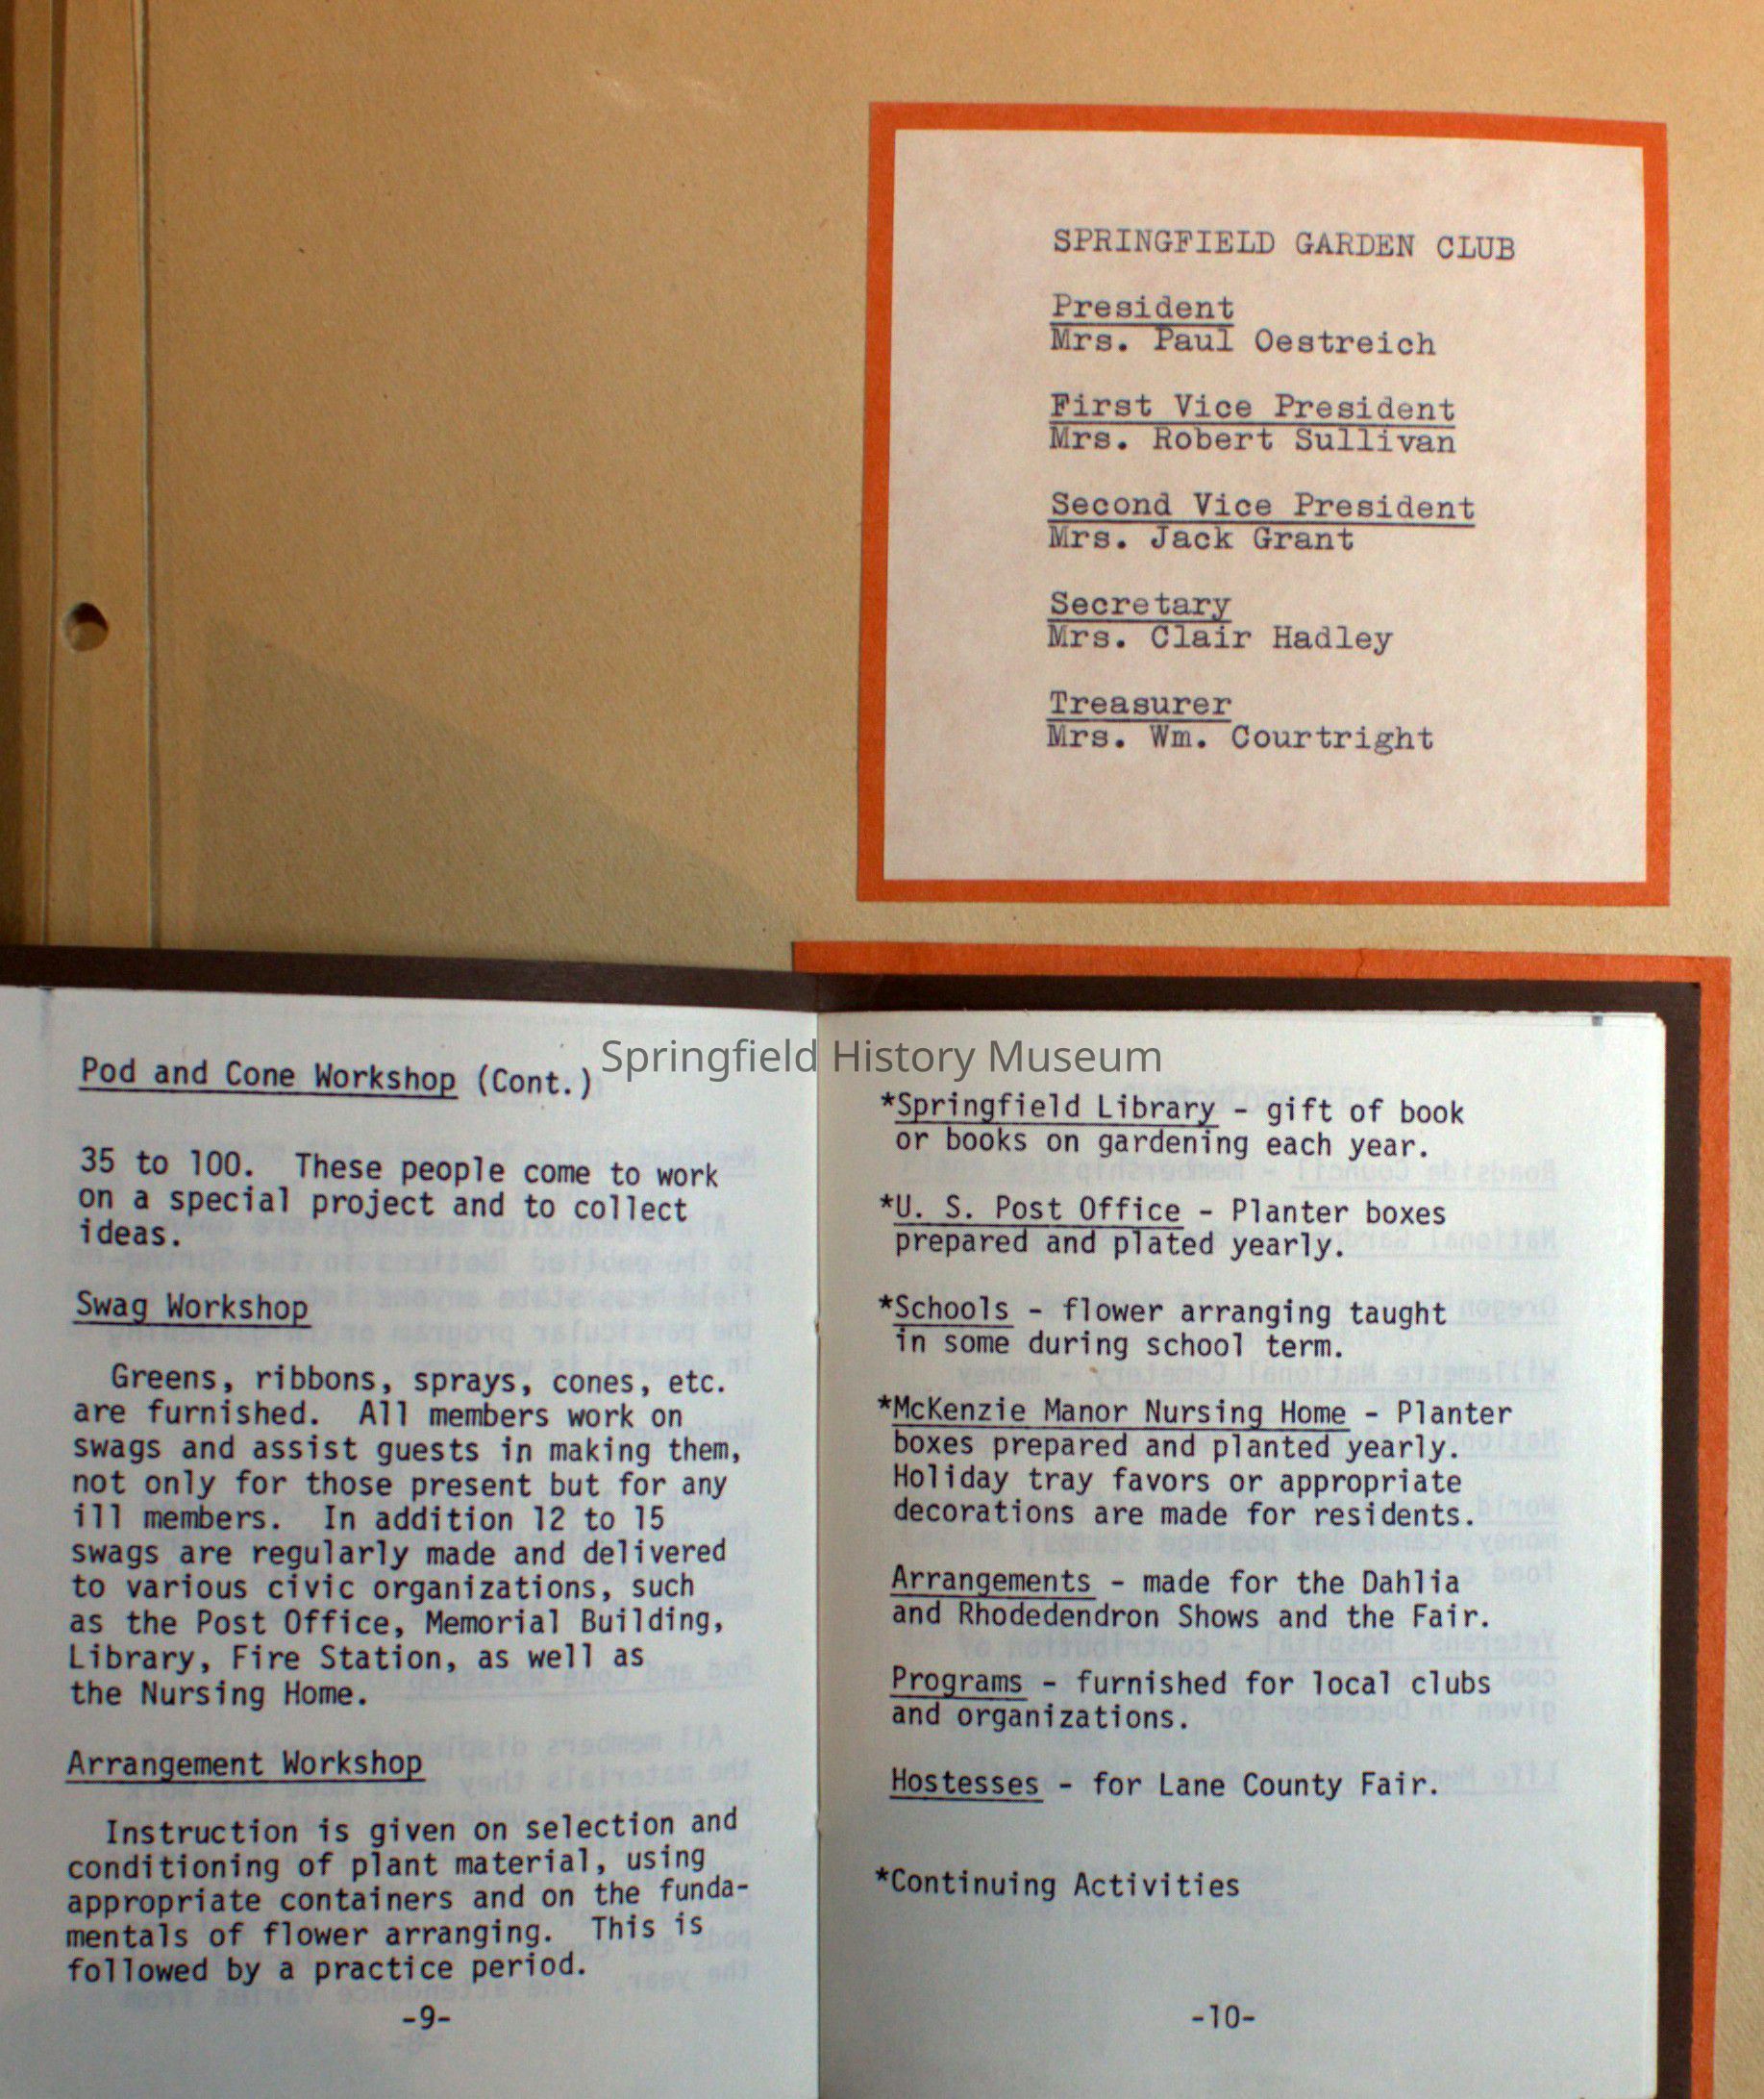 SPRINGFIELD GARDEN CLUB
President
Mrs. Paul Oestreich
First Vice President
Mrs. Robert Sullivan
Second Vice President
Mrs. Jack Grant
Secretary
Mrs. Clair Hadley
Treasurer
Mrs. Wm. Courtright
Springfield History Museum
Pod and Cone Workshop (Cont.)
35 to 100.  These people come to work
on a special project and to collect
ideas.
Swag Workshop
Greens, ribbons, sprays, cones, etc.
are furnished.  All members work on
swags and assist guests in making them,
not only for those present but for any
ill members.  In addition 12 to 15
swags are regularly made and delivered
to various civic organizations, such
as the Post Office, Memorial Building,
Library, Fire Station, as well as
the Nursing Home.
Arrangement Workshop
Instruction is given on selection and
conditioning of plant material, using
appropriate containers and on the funda-
mentals of flower arranging.  This is
followed by a practice period.
-9-
*Springfield Library - gift of book
or books on gardening each year.
*U. S. Post Office - Planter boxes
prepared and plated yearly.
*Schools - flower arranging taught
in some during school term.
*McKenzie Manor Nursing Home - Planter
boxes prepared and planted yearly.
Holiday tray favors or appropriate
decorations are made for residents.
Arrangements - made for the Dahlia
and Rhodedendron Shows and the Fair.
Programs - furnished for local clubs
and organizations.
Hostesses - for Lane County Fair.
*Continuing Activities
-10-